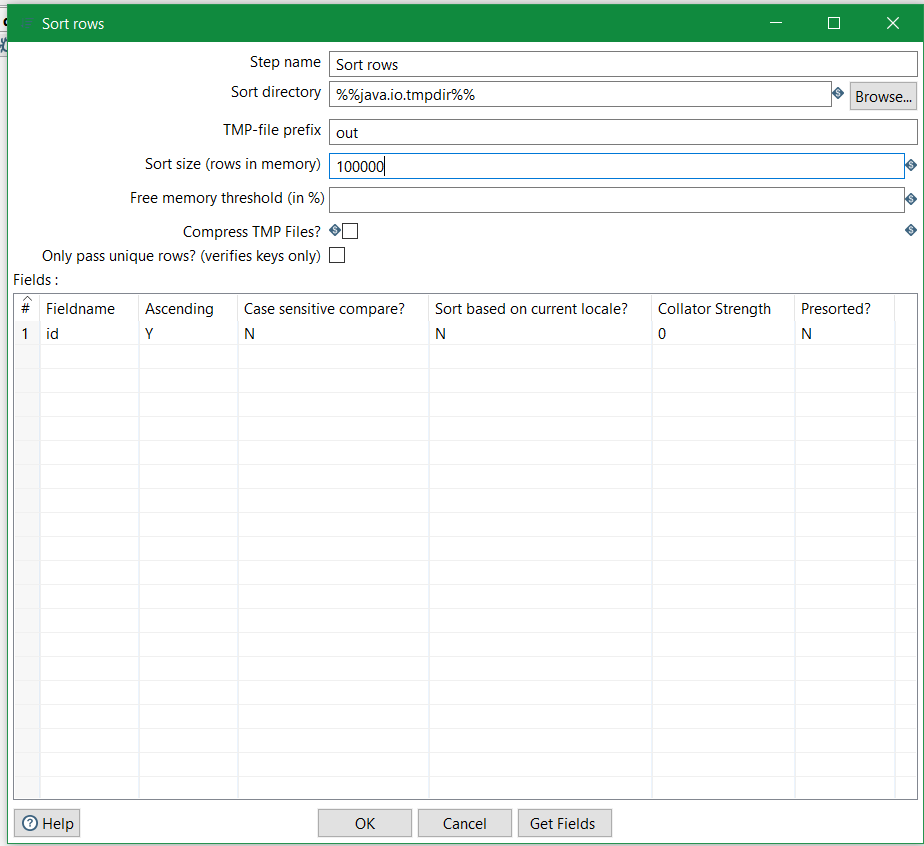 Sort rows
Step name Sort rows
Sort directory %%java.io.tmpdir%% Browse...
TMP-file prefix out
Sort size (rows in memory) 100000
Free memory threshold (in %)
Compress TMP Files?
Only pass unique rows? (verifies keys only)
Fields :
# Fieldname Ascending Case sensitive compare? Sort based on current locale? Collator Strength Presorted?
1 id Y N N 0 N
Help OK Cancel Get Fields